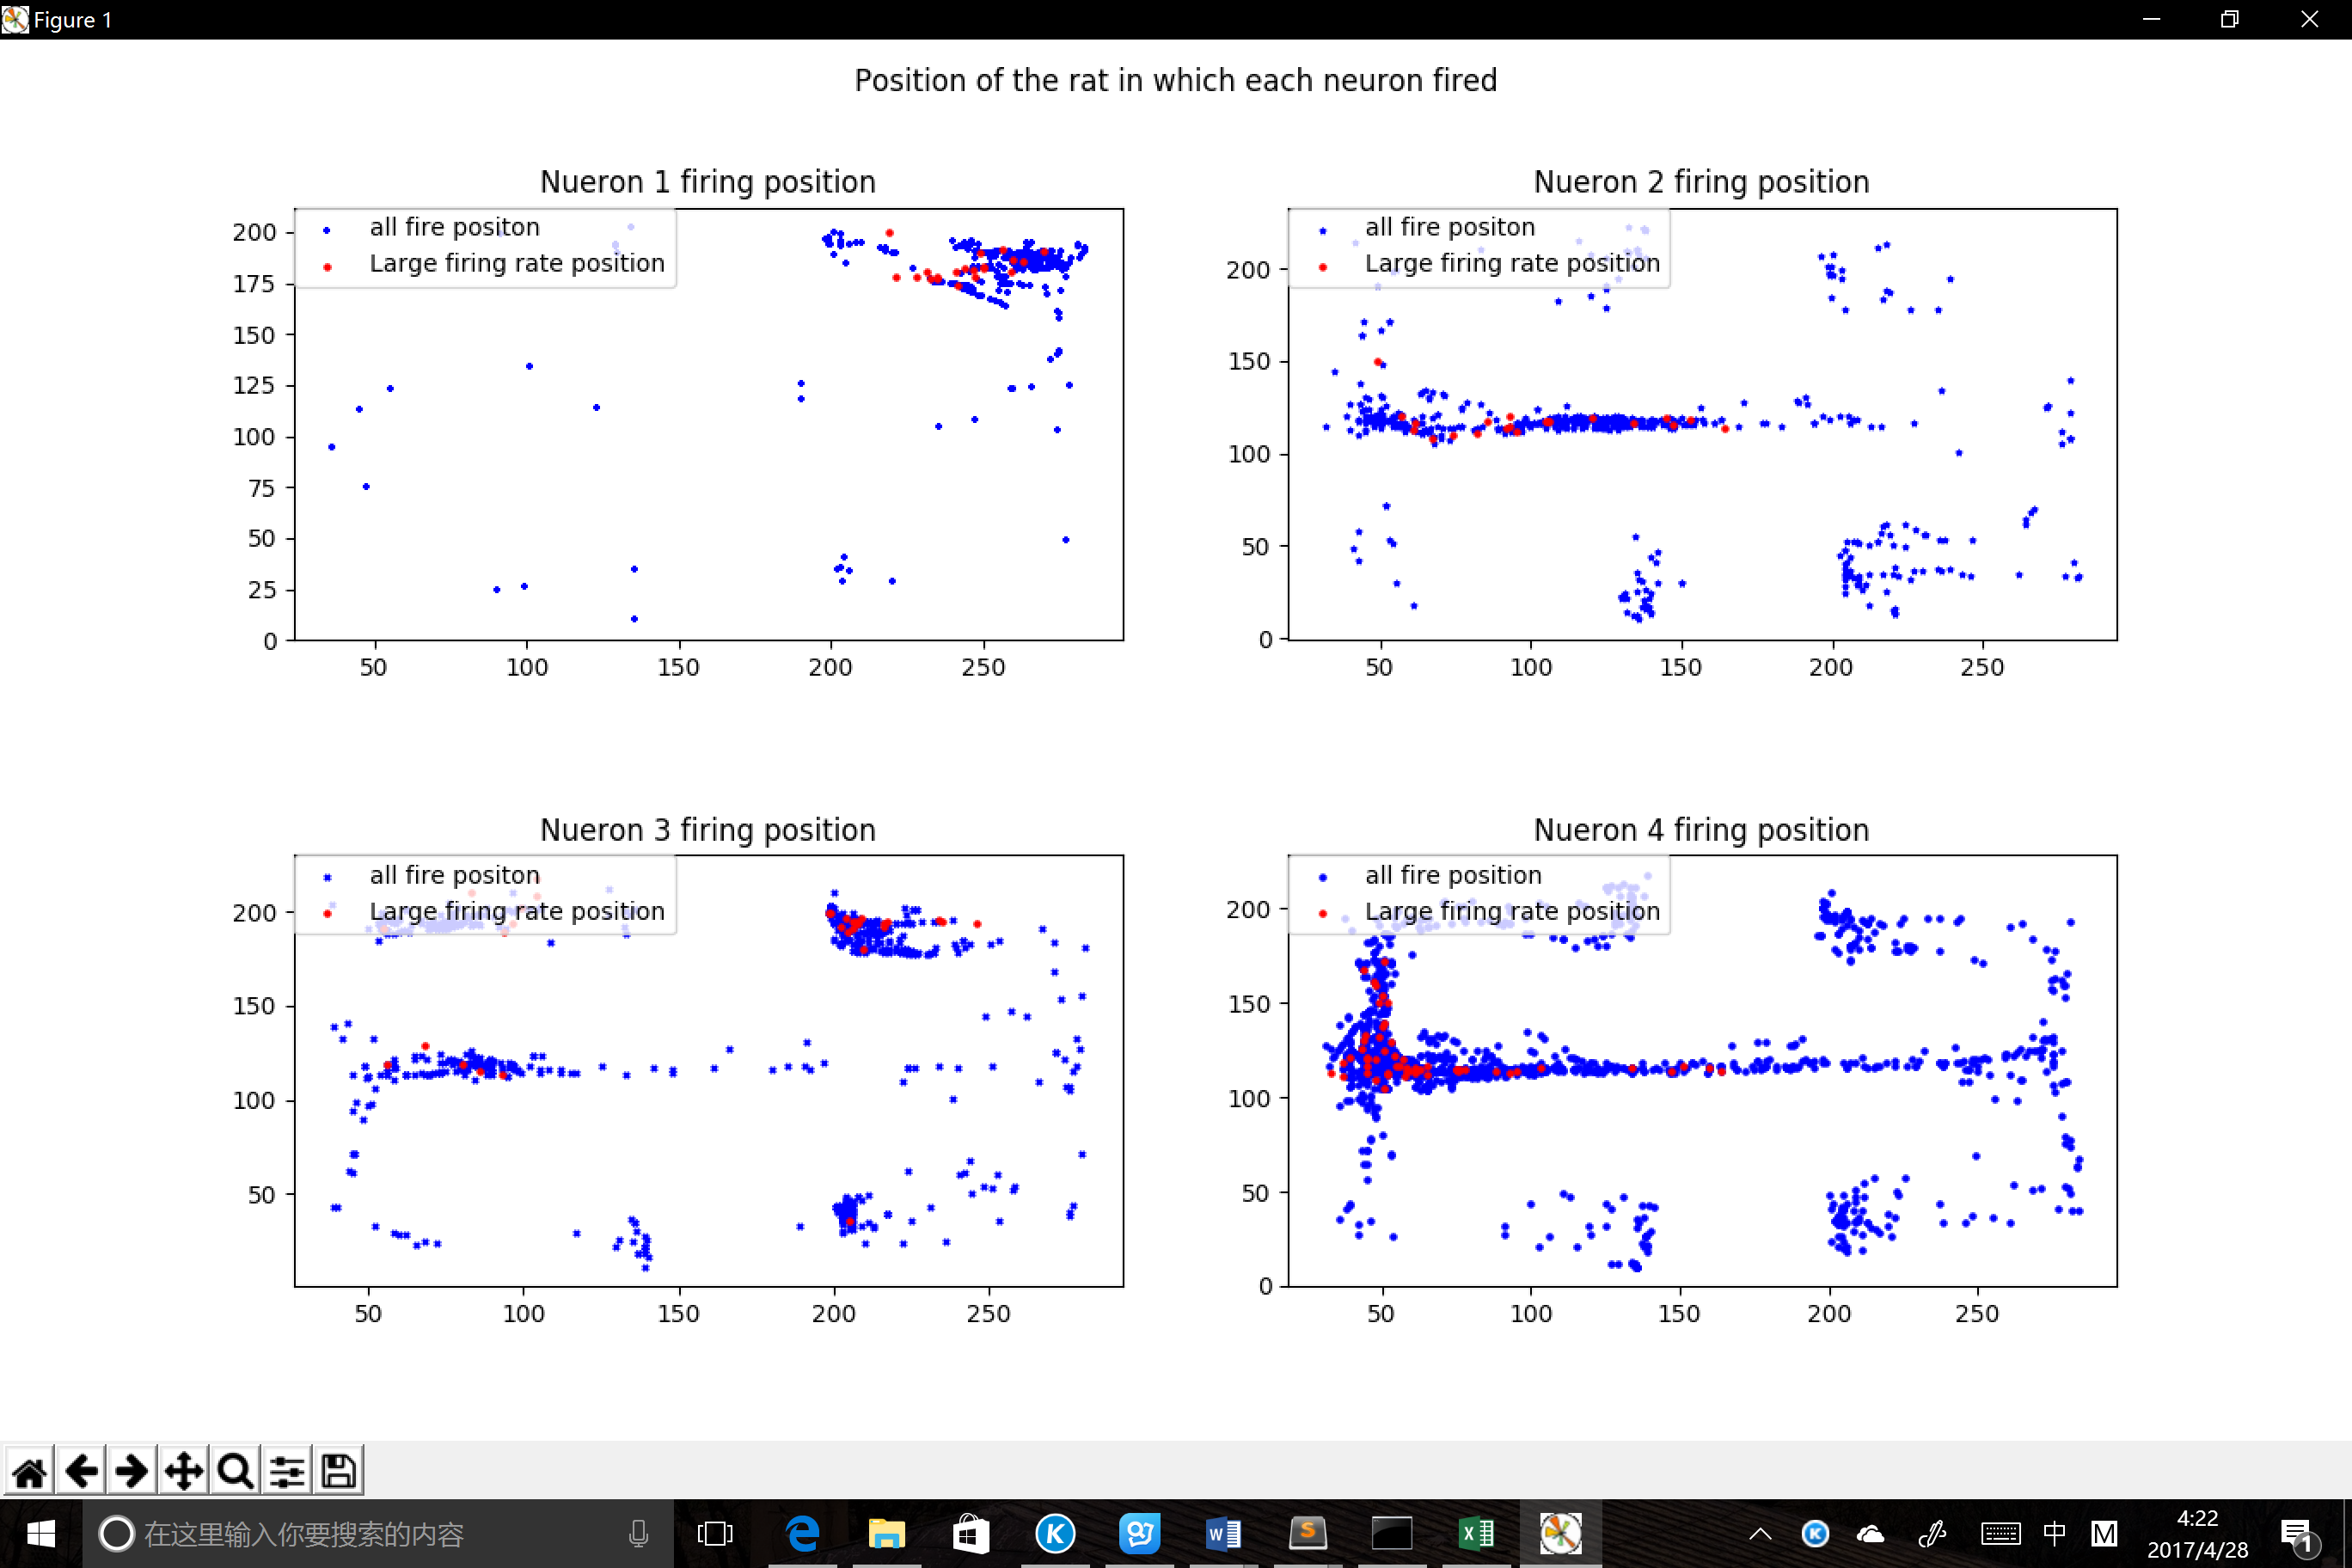 Figure 1
Position of the rat in which each neuron fired
Nueron 1 firing position
all fire positon
Large firing rate position
200
175
150
125
100
75
50
25
0
50 100 150 200 250
Nueron 2 firing position
all fire positon
Large firing rate position
200
150
100
50
0
50 100 150 200 250
Nueron 3 firing position
all fire positon
Large firing rate position
200
150
100
50
50 100 150 200 250
Nueron 4 firing position
all fire position
Large firing rate position
200
150
100
50
0
50 100 150 200 250
在这里输入你要搜索的内容
中
M
4:22
2017/4/28
1